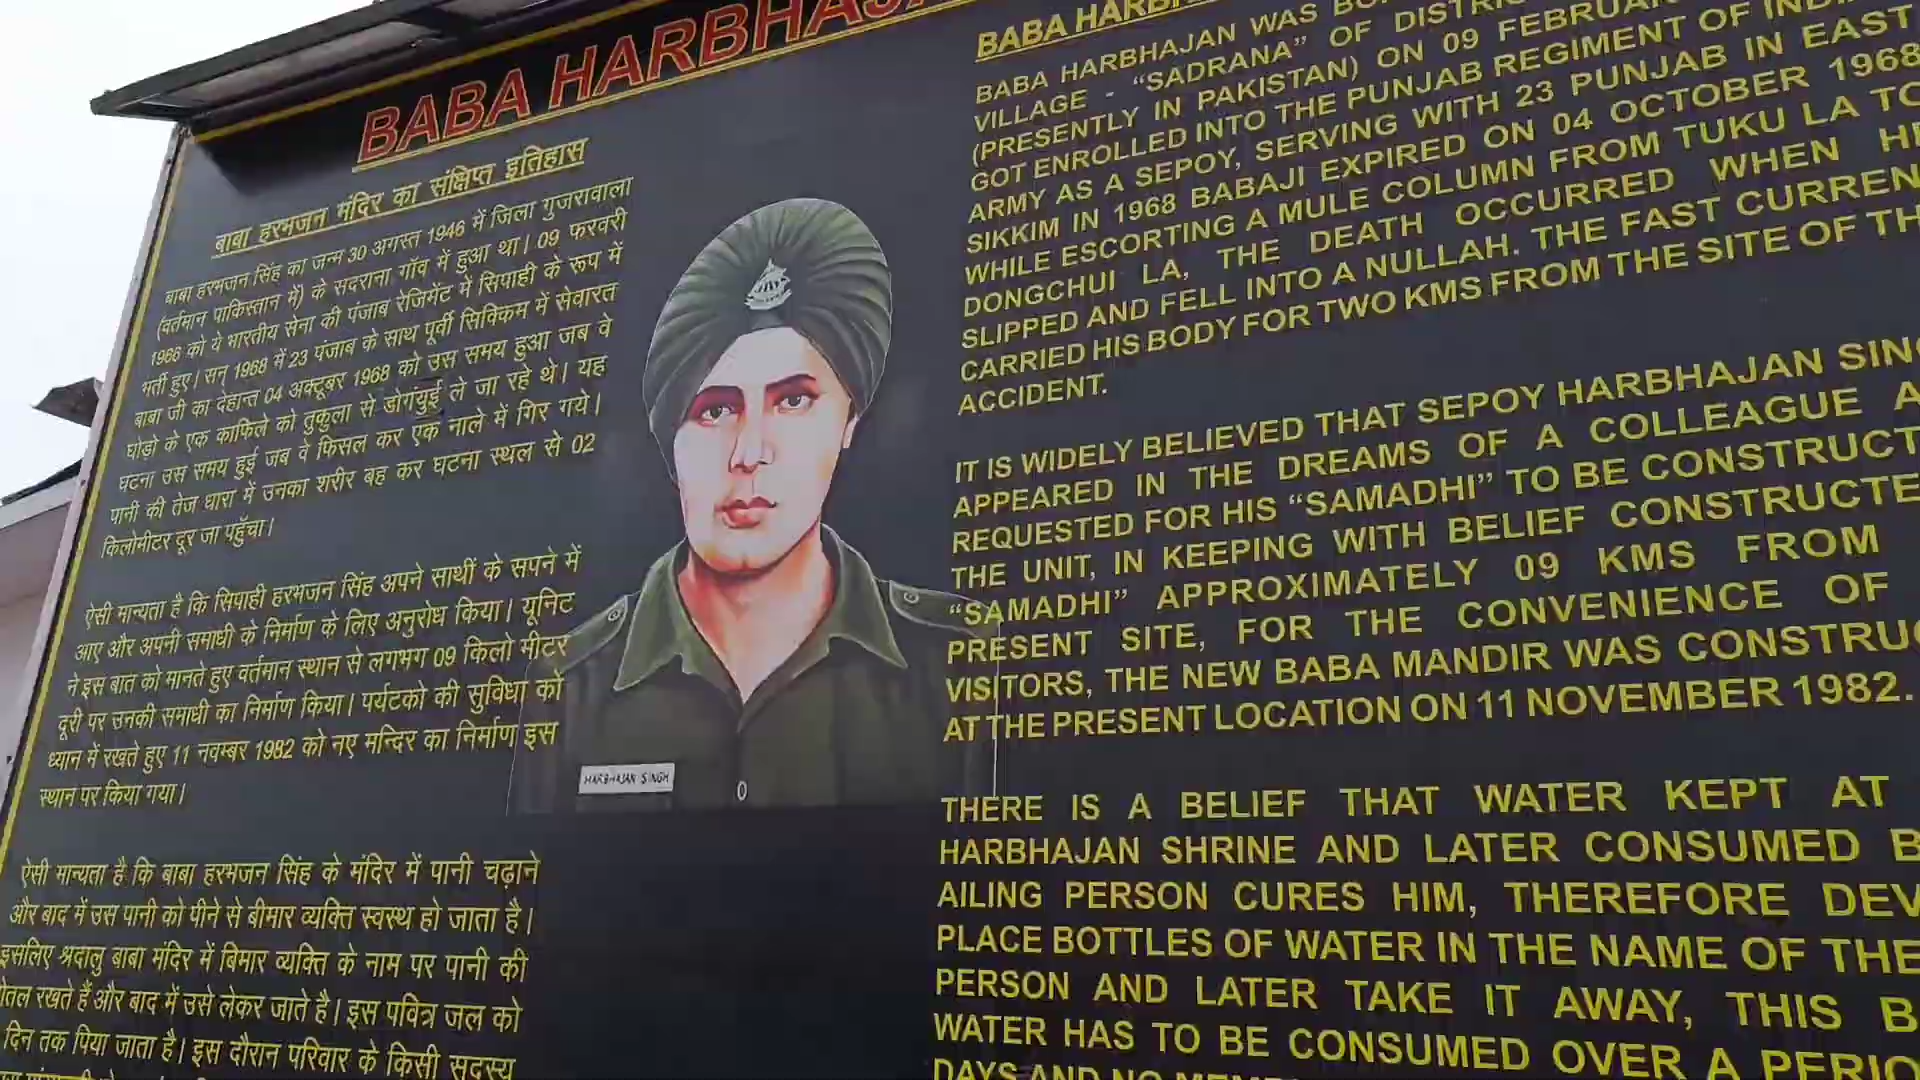 BABA HARBHAJA
बाबा हरभजन मंदिर का संक्षिप्त इतिहास
बाबा हरभजन सिंह का जन्म 30 अगस्त 1946 में जिला गुजरावाला
(वर्तमान पाकिस्तान में) के सदराना गॉव में हुआ था। 09 फरवरी
1966 को ये भारतीय सेना की पंजाब रेजिमेंट में सिपाही के रूप में
भर्ती हुए। सन् 1968 में 23 पंजाब के साथ पूर्वी सिक्किम में सेवारत
बाबा जी का देहान्त 04 अक्टूबर 1968 को उस समय हुआ जब वे
घोड़ो के एक काफिले को तुकुला से डोंगचुई ले जा रहे थे। यह
घटना उस समय हुई जब वे फिसल कर एक नाले में गिर गये।
पानी की तेज धारा में उनका शरीर बह कर घटना स्थल से 02
किलोमीटर दूर जा पहुँचा।
ऐसी मान्यता है कि सिपाही हरभजन सिंह अपने साथीं के सपने में
आए और अपनी समाधी के निर्माण के लिए अनुरोध किया। यूनिट
ने इस बात को मानते हुए वर्तमान स्थान से लगभग 09 किलो मीटर
दूरी पर उनकी समाधी का निर्माण किया। पर्यटको की सुविधा को
ध्यान में रखते हुए 11 नवम्बर 1982 को नए मन्दिर का निर्माण इस
स्थान पर किया गया।
ऐसी मान्यता है कि बाबा हरभजन सिंह के मंदिर में पानी चढ़ाने
और बाद में उस पानी को पीने से बीमार व्यक्ति स्वस्थ हो जाता है।
इसलिए श्रदालु बाबा मंदिर में बिमार व्यक्ति के नाम पर पानी की
रखते हैं और बाद में उसे लेकर जाते है। इस पवित्र जल को
दिन तक पिया जाता है। इस दौरान परिवार के किसी सदस्य
HARBHAJAN SINGH
BABA HARB
BABA HARBHAJAN WAS
VILLAGE - “SADRANA” OF
(PRESENTLY IN PAKISTAN) ON 09
GOT ENROLLED INTO THE PUNJAB REGIMENT OF
ARMY AS A SEPOY, SERVING WITH 23 PUNJAB IN EAST
SIKKIM IN 1968 BABAJI EXPIRED ON 04 OCTOBER 1968
WHILE ESCORTING A MULE COLUMN FROM TUKU LA TO
DONGCHUI LA, THE DEATH OCCURRED WHEN
SLIPPED AND FELL INTO A NULLAH. THE FAST CURREN
CARRIED HIS BODY FOR TWO KMS FROM THE SITE OF TH
ACCIDENT.
IT IS WIDELY BELIEVED THAT SEPOY HARBHAJAN SIN
APPEARED IN THE DREAMS OF A COLLEAGUE A
REQUESTED FOR HIS “SAMADHI” TO BE CONSTRUCT
THE UNIT, IN KEEPING WITH BELIEF CONSTRUCTE
“SAMADHI” APPROXIMATELY 09 KMS FROM
PRESENT SITE, FOR THE CONVENIENCE OF
VISITORS, THE NEW BABA MANDIR WAS CONSTRU
AT THE PRESENT LOCATION ON 11 NOVEMBER 1982.
THERE IS A BELIEF THAT WATER KEPT AT
HARBHAJAN SHRINE AND LATER CONSUMED B
AILING PERSON CURES HIM, THEREFORE DEV
PLACE BOTTLES OF WATER IN THE NAME OF THE
PERSON AND LATER TAKE IT AWAY, THIS B
WATER HAS TO BE CONSUMED OVER A PERIO
DAYS AND NO